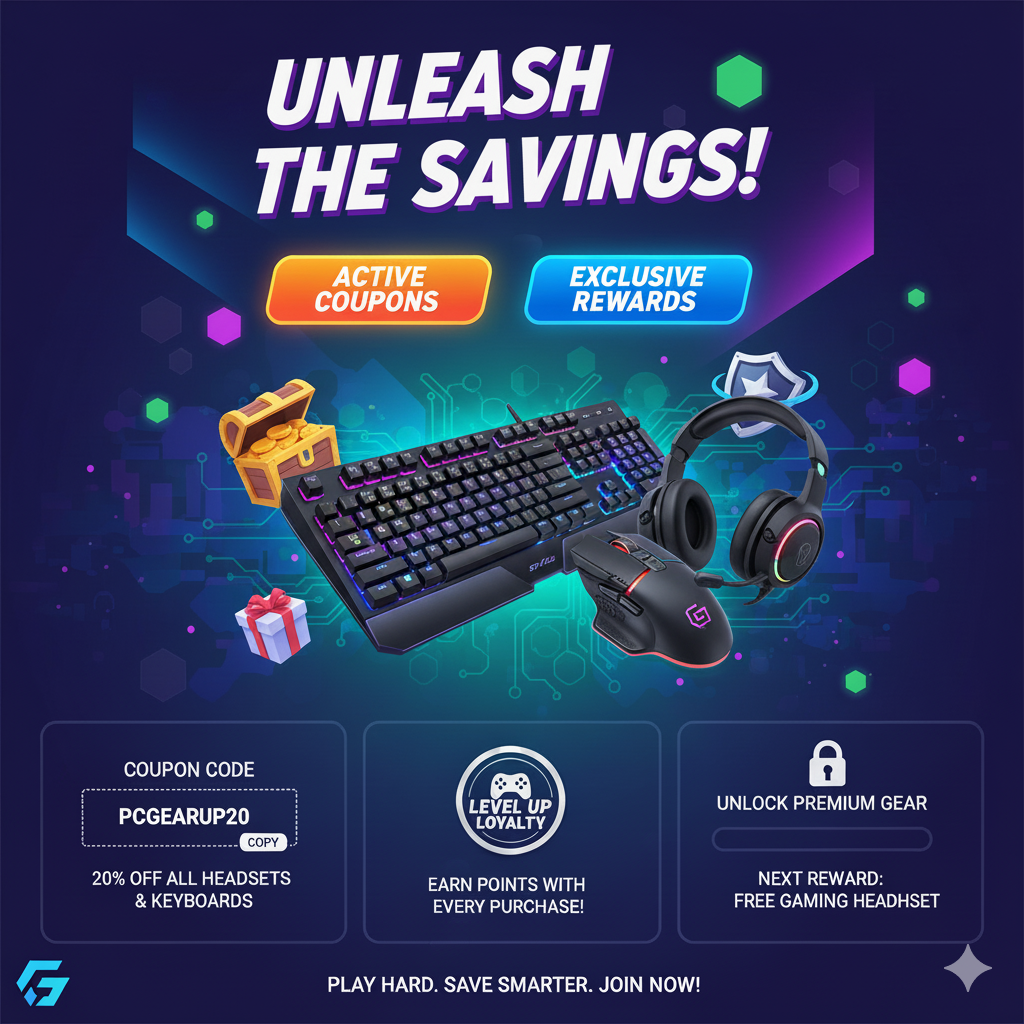 UNLEASH
THE SAVINGS!
ACTIVE
COUPONS
EXCLUSIVE
REWARDS
COUPON CODE
PCGEARUP20
COPY
20% OFF ALL HEADSETS
& KEYBOARDS
LEVEL UP
LOYALTY
EARN POINTS WITH
EVERY PURCHASE!
UNLOCK PREMIUM GEAR
NEXT REWARD:
FREE GAMING HEADHSET
PLAY HARD. SAVE SMARTER. JOIN NOW!